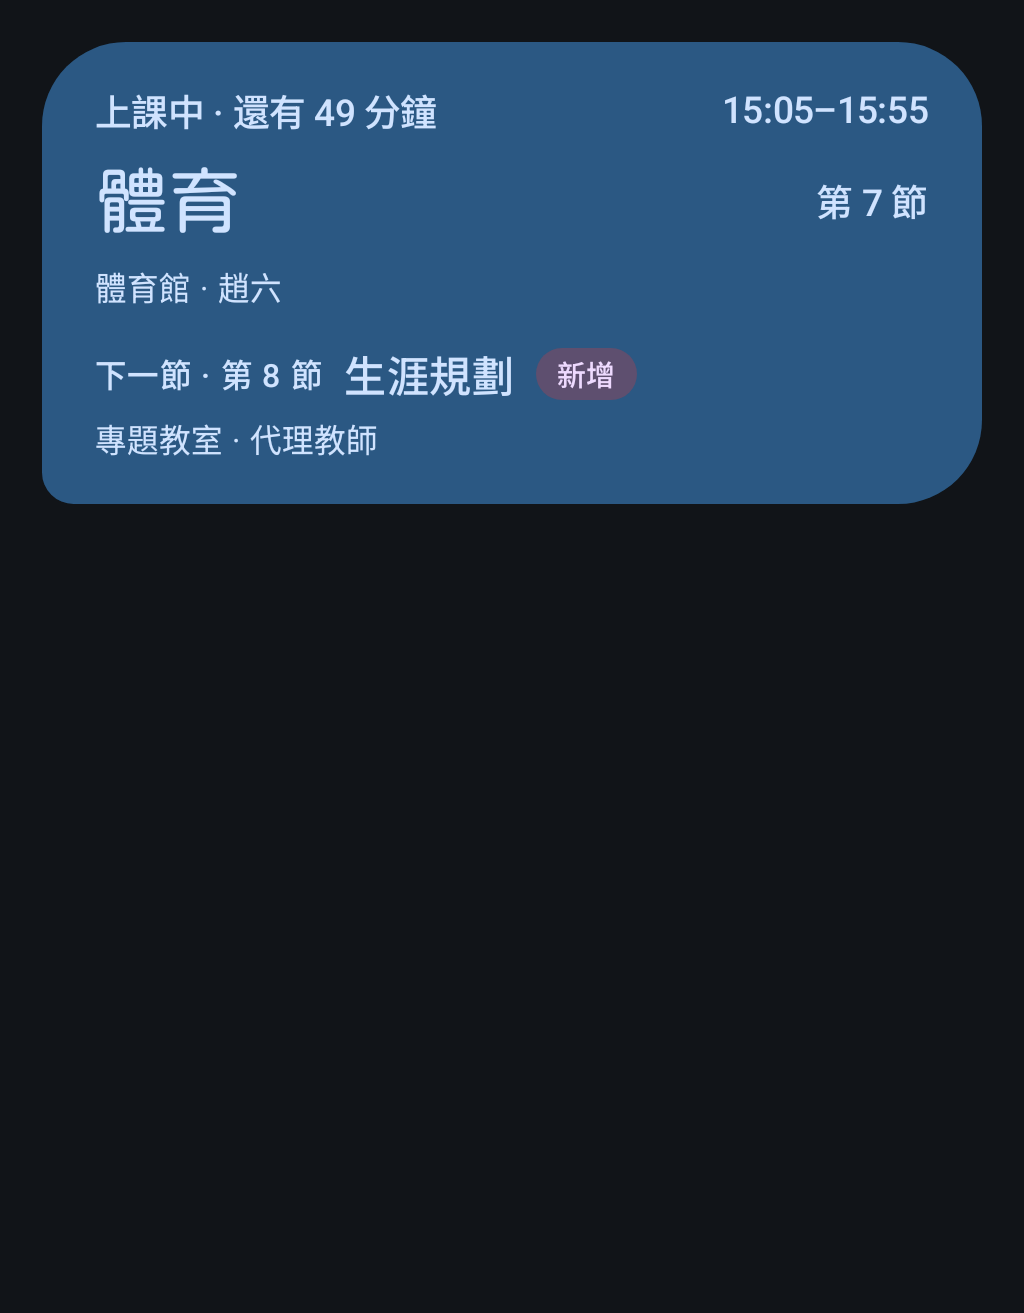 上課中 · 還有 49 分鐘 15:05–15:55
體育 第 7 節
體育館 · 趙六
下一節 · 第 8 節 生涯規劃 新增
專題教室 · 代理教師